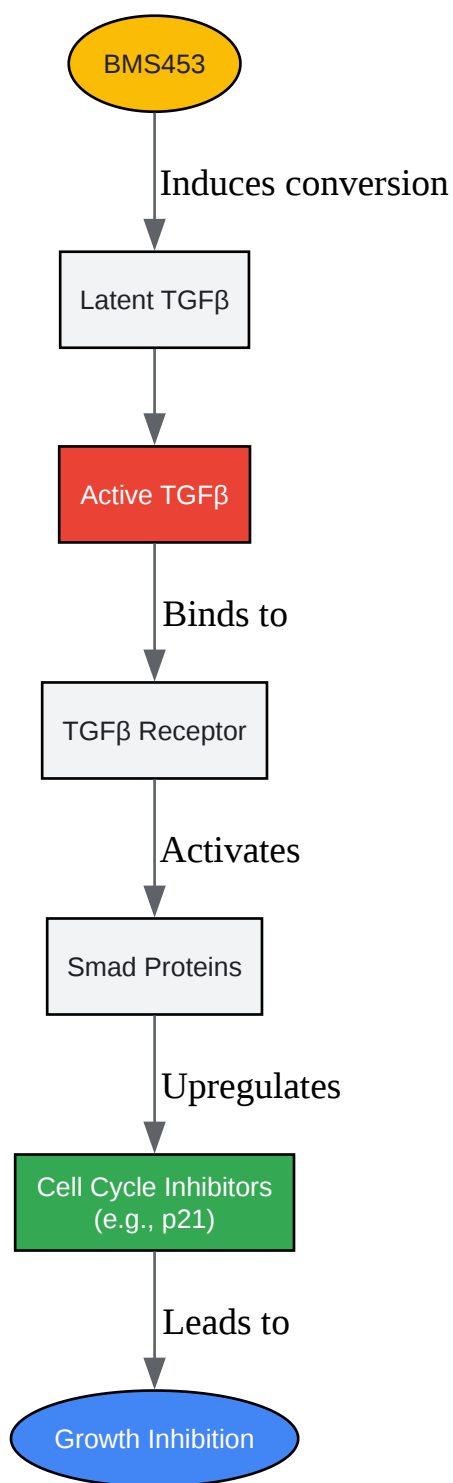 BMS453
Induces conversion
Latent TGFβ
Active TGFβ
Binds to
TGFβ Receptor
Activates
Smad Proteins
Upregulates
Cell Cycle Inhibitors
(e.g., p21)
Leads to
Growth Inhibition